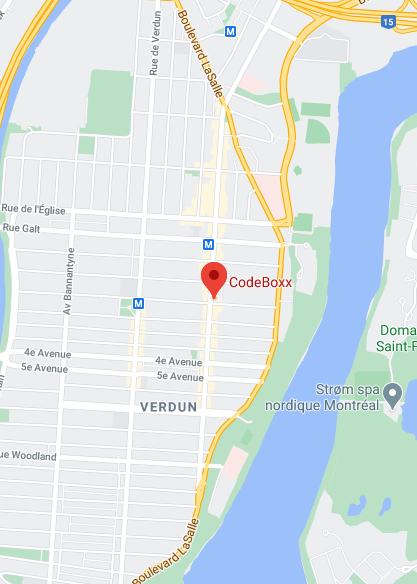 15
M
Rue de Verdun
Boulevard LaSalle
Rue de l'Église
Rue Galt
M
CodeBoxx
Av Bannantyne
M
Doma
Saint-P
4e Avenue
4e Avenue
5e Avenue
5e Avenue
Strøm spa
nordique Montréal
VERDUN
ue Woodland
Boulevard LaSalle